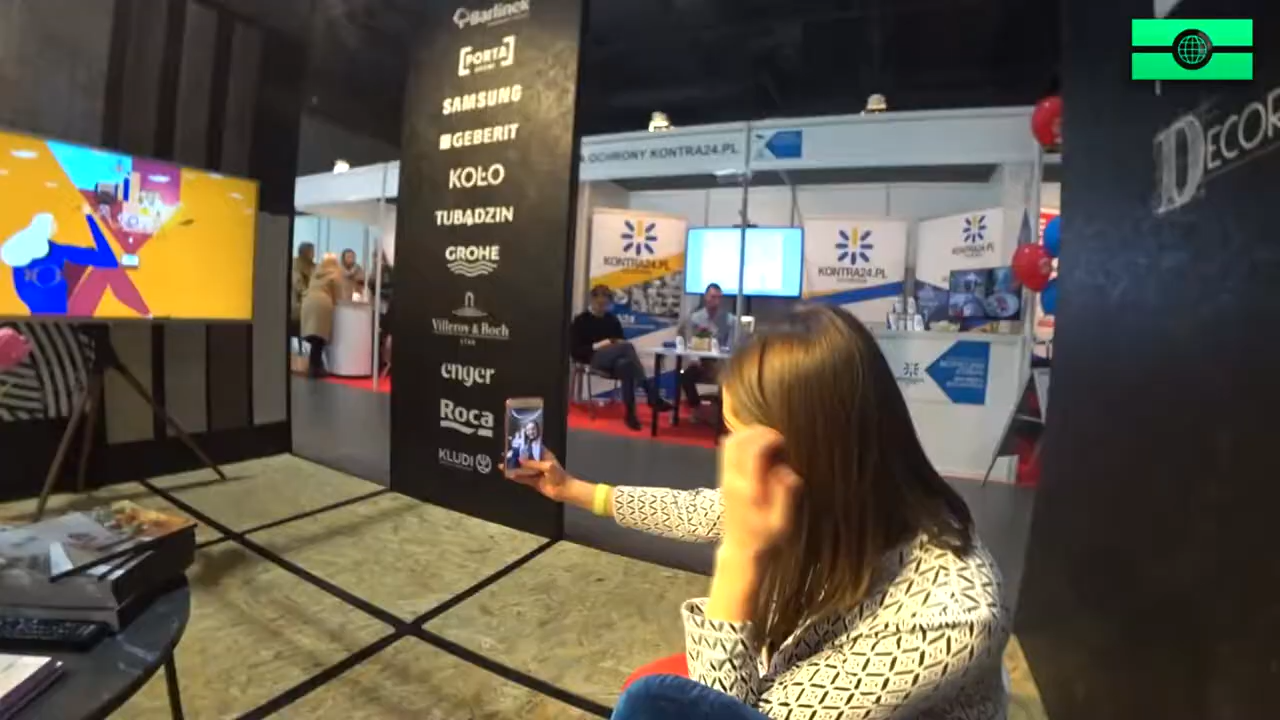 Barlinek
PORTA
SAMSUNG
GEBERIT
KOŁO
TUBĄDZIN
GROHE
Villeroy & Boch
1748
enger
Roca
KLUDI
OCHRONY KONTRA24.PL
KONTRA24.PL
KONTRA24.PL
KONTRA24.PL
DECOR